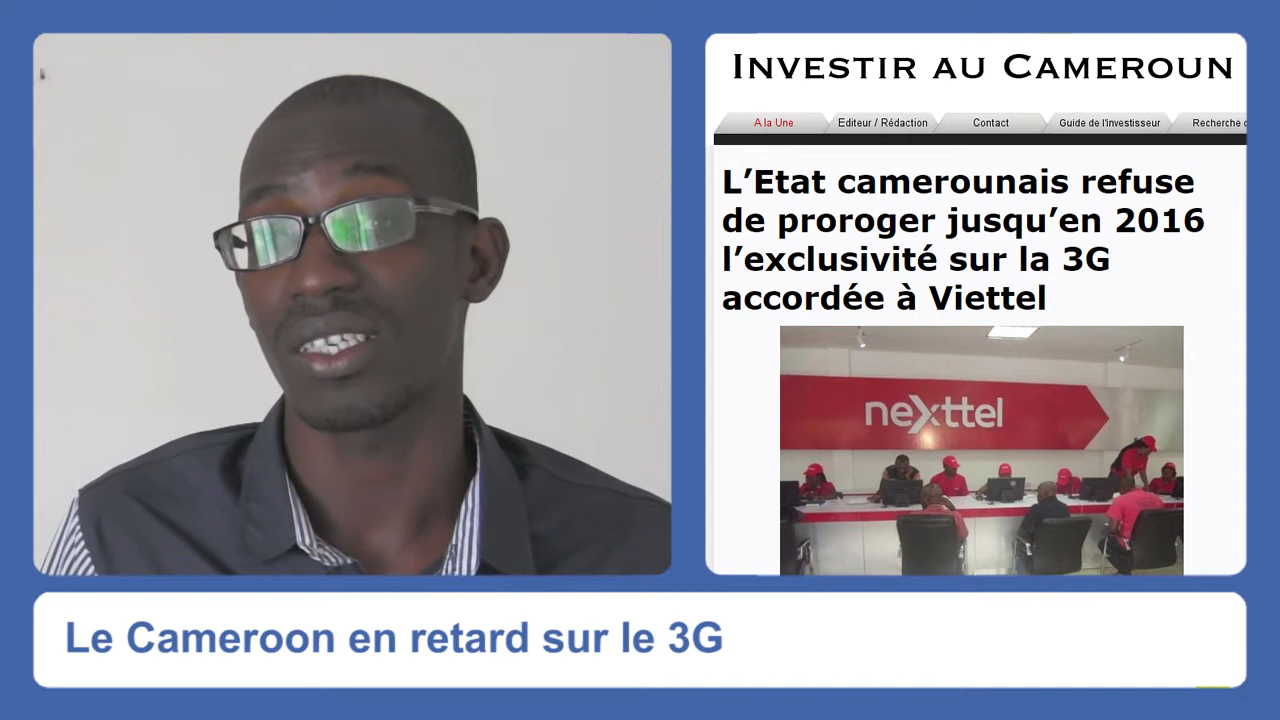 INVESTIR AU CAMEROUN
A la Une
Editeur / Rédaction
Contact
Guide de l'investisseur
Recherche
L’Etat camerounais refuse
de proroger jusqu’en 2016
l’exclusivité sur la 3G
accordée à Viettel
nexttel
Le Cameroon en retard sur le 3G